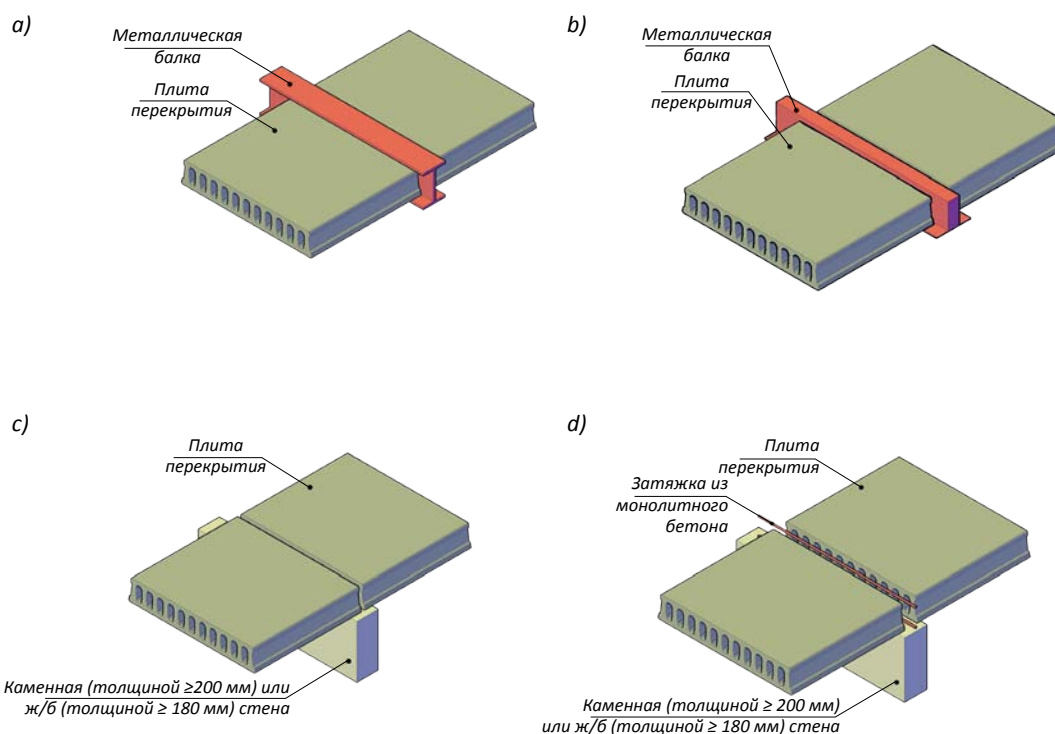 a)
Металлическая
балка
Плита
перекрытия
b)
Металлическая
балка
Плита
перекрытия
c)
Плита
перекрытия
Каменная (толщиной ≥200 мм) или
ж/б (толщиной ≥ 180 мм) стена
d)
Плита
перекрытия
Затяжка из
монолитного
бетона
Каменная (толщиной ≥ 200 мм)
или ж/б (толщиной ≥ 180 мм) стена